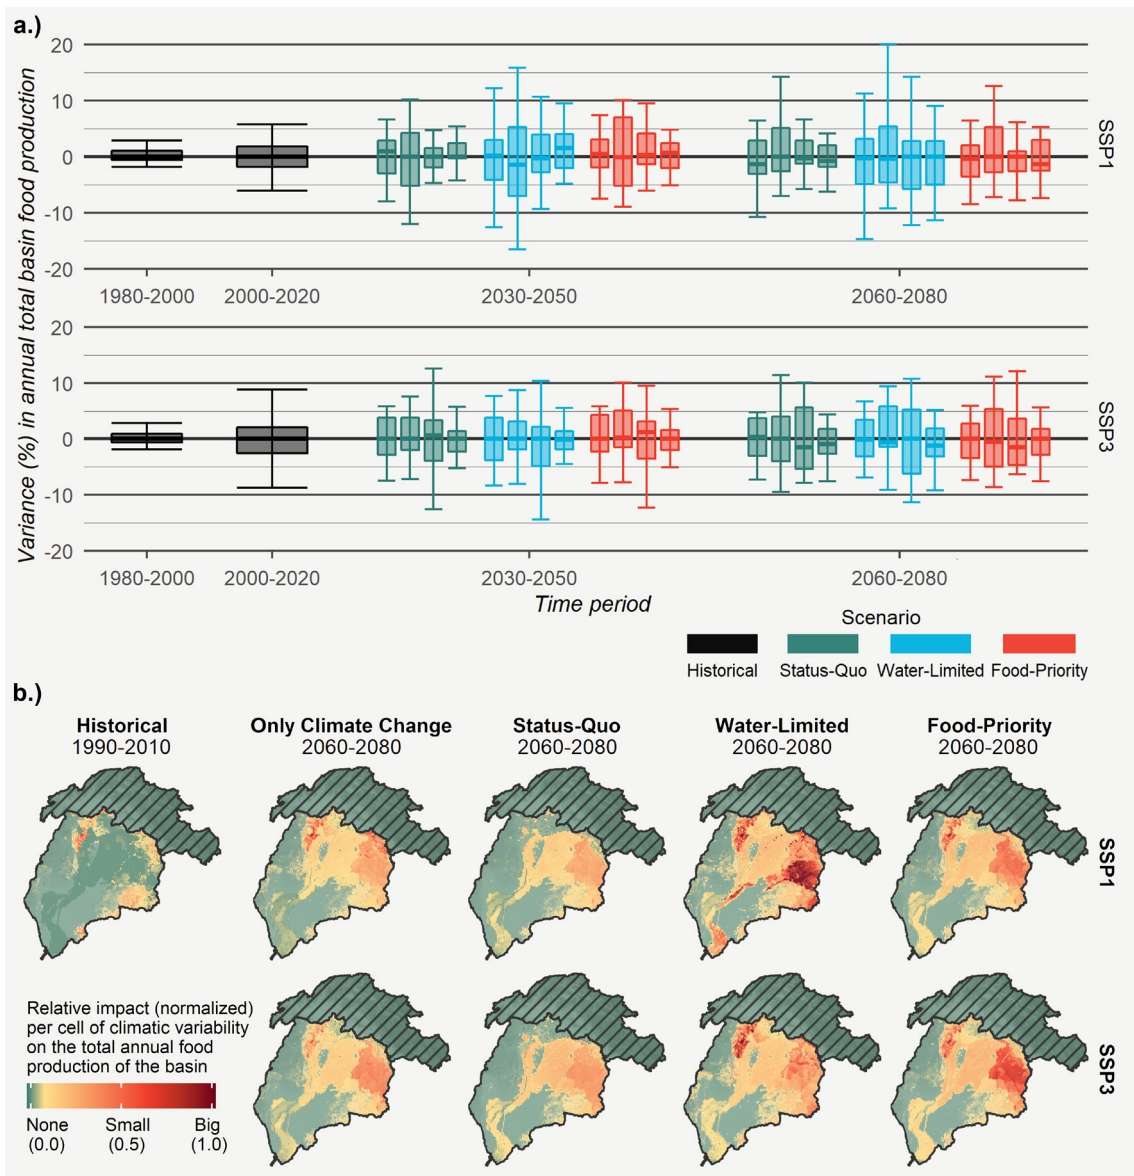 a.)
Variance (%) in annual total basin food production
20
10
0
-10
-20
SSP1
1980-2000 2000-2020 2030-2050 2060-2080
20
10
0
-10
-20
SSP3
1980-2000 2000-2020 2030-2050 2060-2080
Time period
Scenario
Historical Status-Quo Water-Limited Food-Priority
b.)
Historical Only Climate Change Status-Quo Water-Limited Food-Priority
1990-2010 2060-2080 2060-2080 2060-2080 2060-2080
SSP1
Relative impact (normalized)
per cell of climatic variability
on the total annual food
production of the basin
None Small Big
(0.0) (0.5) (1.0)
SSP3